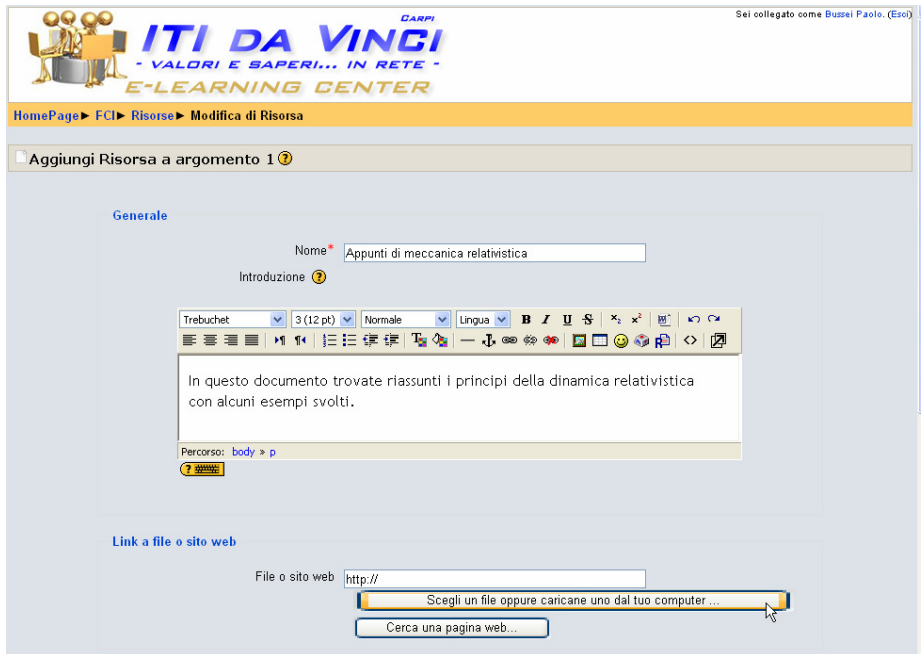 CARPI
Sei collegato come Bussei Paolo. (Esci)
ITI DA VINCI
- VALORI E SAPERI... IN RETE -
E-LEARNING CENTER
HomePage► FCI► Risorse► Modifica di Risorsa
Aggiungi Risorsa a argomento 1 ?
Generale
Nome* Appunti di meccanica relativistica
Introduzione ?
Trebuchet 3 (12 pt) Normale Lingua B I U S x₂ x²
In questo documento trovate riassunti i principi della dinamica relativistica
con alcuni esempi svolti.
Percorso: body » p
?
Link a file o sito web
File o sito web http://
Scegli un file oppure caricane uno dal tuo computer ...
Cerca una pagina web...